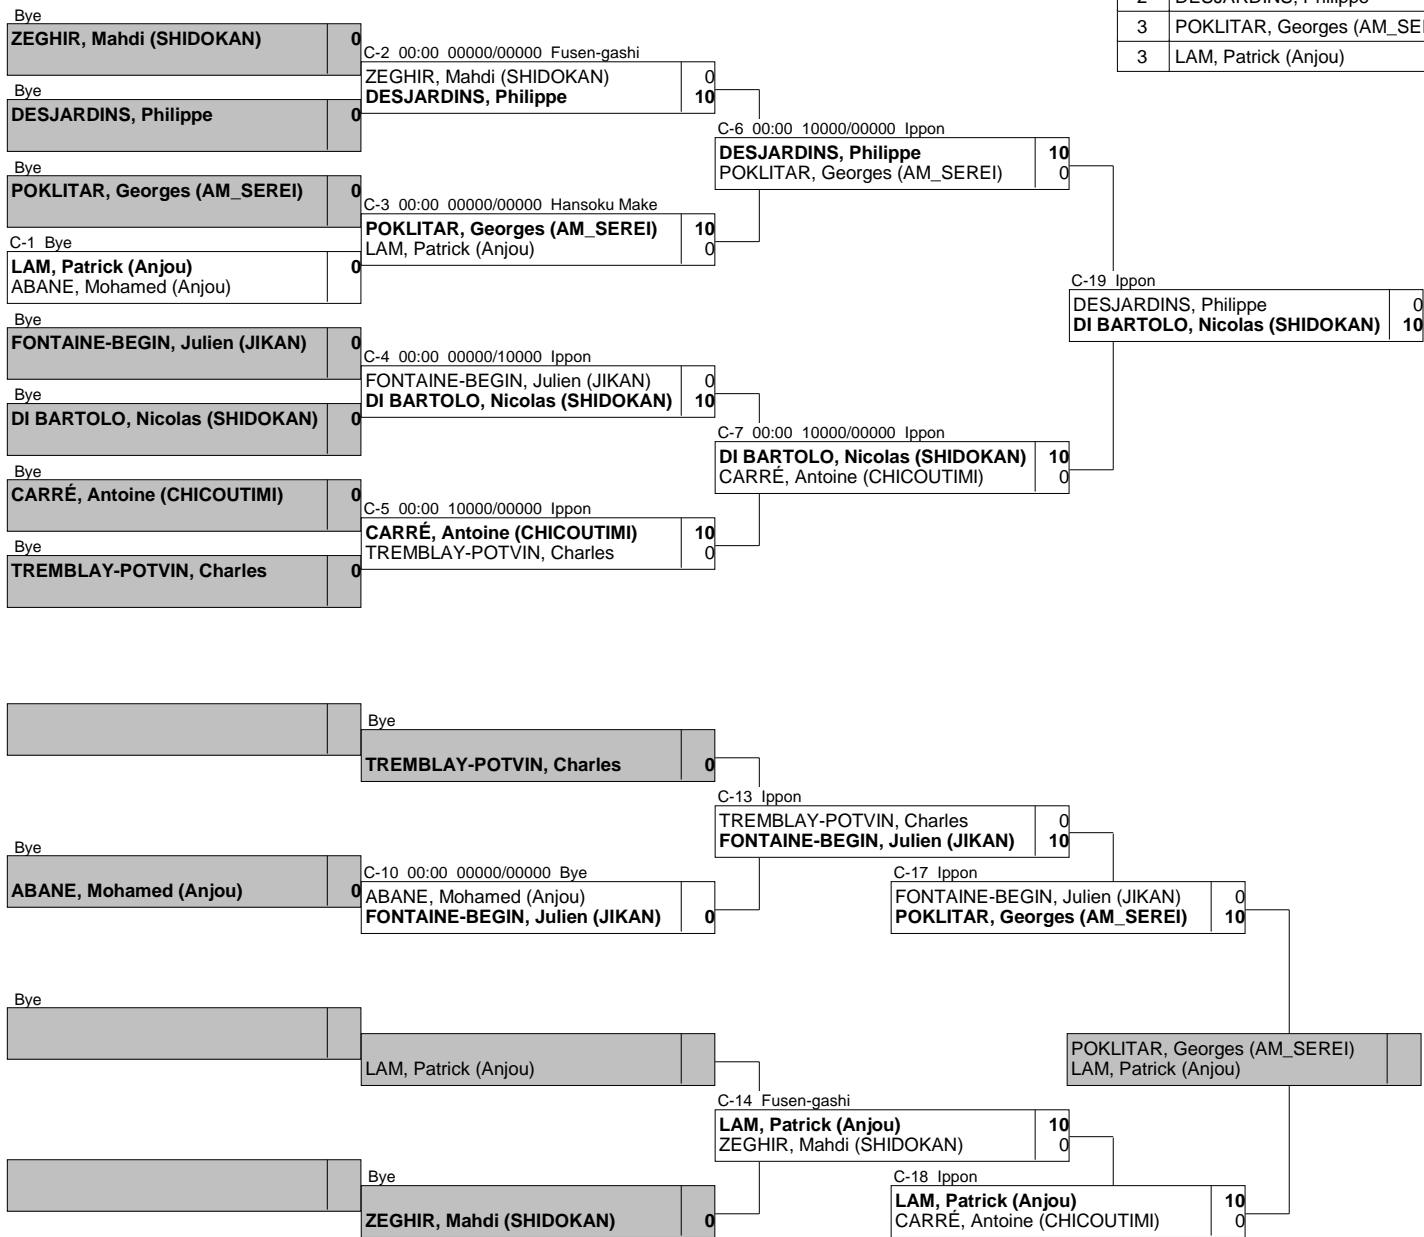 2 DESJARDINS, Philippe
3 POKLITAR, Georges (AM_SEREI
3 LAM, Patrick (Anjou)
Bye
ZEGHIR, Mahdi (SHIDOKAN) 0
Bye
DESJARDINS, Philippe 0
Bye
POKLITAR, Georges (AM_SEREI) 0
C-1 Bye
LAM, Patrick (Anjou) 0
ABANE, Mohamed (Anjou)
Bye
FONTAINE-BEGIN, Julien (JIKAN) 0
Bye
DI BARTOLO, Nicolas (SHIDOKAN) 0
Bye
CARRÉ, Antoine (CHICOUTIMI) 0
Bye
TREMBLAY-POTVIN, Charles 0
C-2 00:00 00000/00000 Fusen-gashi
ZEGHIR, Mahdi (SHIDOKAN) 0
DESJARDINS, Philippe 10
C-3 00:00 00000/00000 Hansoku Make
POKLITAR, Georges (AM_SEREI) 10
LAM, Patrick (Anjou) 0
C-4 00:00 00000/10000 Ippon
FONTAINE-BEGIN, Julien (JIKAN) 0
DI BARTOLO, Nicolas (SHIDOKAN) 10
C-5 00:00 10000/00000 Ippon
CARRÉ, Antoine (CHICOUTIMI) 10
TREMBLAY-POTVIN, Charles 0
C-6 00:00 10000/00000 Ippon
DESJARDINS, Philippe 10
POKLITAR, Georges (AM_SEREI) 0
C-7 00:00 10000/00000 Ippon
DI BARTOLO, Nicolas (SHIDOKAN) 10
CARRÉ, Antoine (CHICOUTIMI) 0
C-19 Ippon
DESJARDINS, Philippe 0
DI BARTOLO, Nicolas (SHIDOKAN) 10
Bye
ABANE, Mohamed (Anjou) 0
Bye
Bye
TREMBLAY-POTVIN, Charles 0
C-10 00:00 00000/00000 Bye
ABANE, Mohamed (Anjou)
FONTAINE-BEGIN, Julien (JIKAN) 0
LAM, Patrick (Anjou)
Bye
ZEGHIR, Mahdi (SHIDOKAN) 0
C-13 Ippon
TREMBLAY-POTVIN, Charles 0
FONTAINE-BEGIN, Julien (JIKAN) 10
C-14 Fusen-gashi
LAM, Patrick (Anjou) 10
ZEGHIR, Mahdi (SHIDOKAN) 0
C-17 Ippon
FONTAINE-BEGIN, Julien (JIKAN) 0
POKLITAR, Georges (AM_SEREI) 10
C-18 Ippon
LAM, Patrick (Anjou) 10
CARRÉ, Antoine (CHICOUTIMI) 0
POKLITAR, Georges (AM_SEREI)
LAM, Patrick (Anjou)